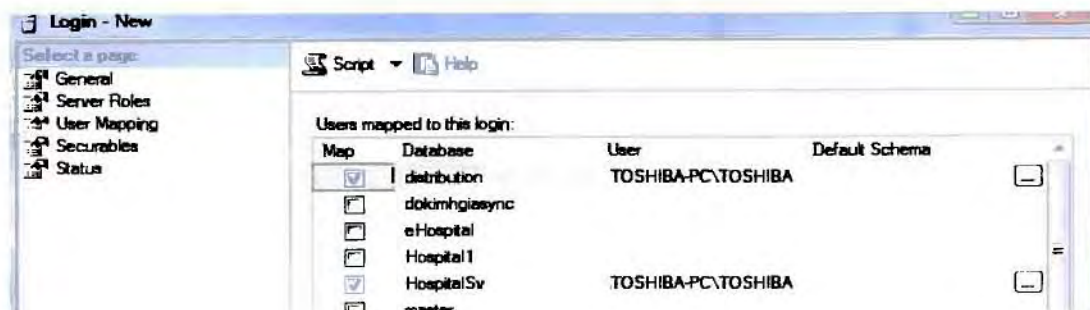 Login - New
Select a page
General
Server Roles
User Mapping
Securables
Status
Script Help
Users mapped to this login:
Map Database User Default Schema
distribution TOSHIBA-PC\TOSHIBA ...
dokimhgiasync
eHospital
Hospital1
HospitalSv TOSHIBA-PC\TOSHIBA ...
master